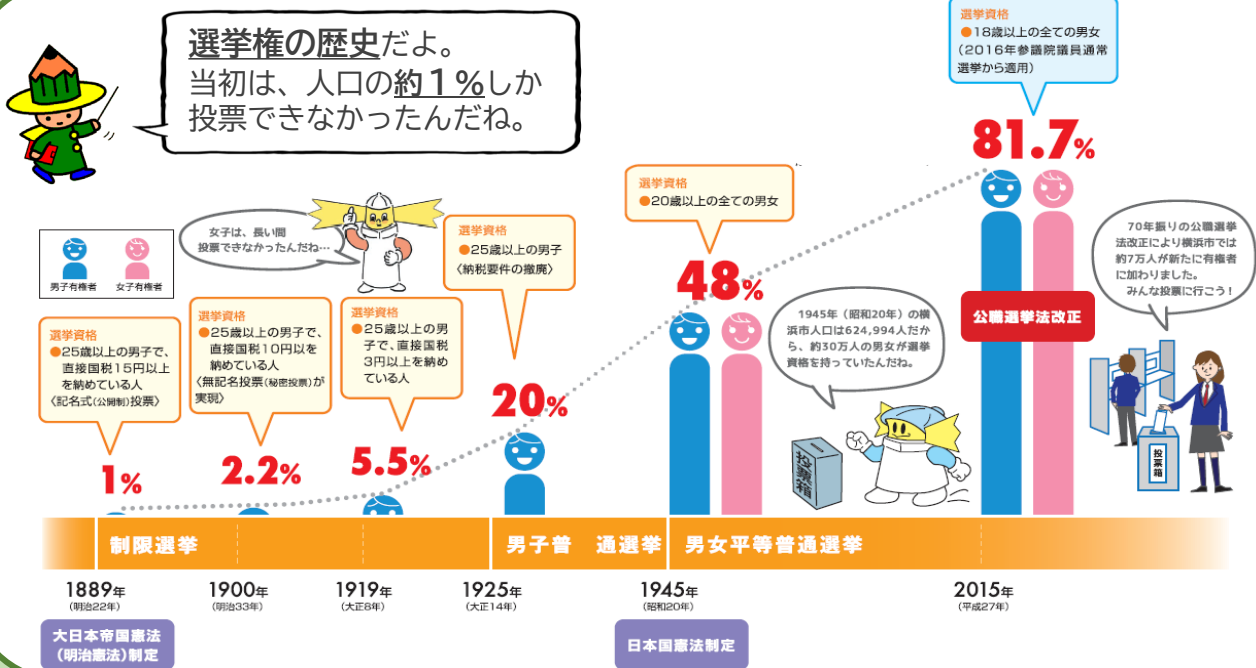 選挙権の歴史だよ。
当初は、人口の約1%しか
投票できなかったんだね。
選挙資格
●18歳以上の全ての男女
(2016年参議院議員通常
選挙から適用)
81.7%
選挙資格
●20歳以上の全ての男女
48%
女子は、長い間
投票できなかったんだね…
選挙資格
●25歳以上の男子
〈納税要件の撤廃〉
20%
男子有権者
女子有権者
選挙資格
●25歳以上の男子で、
直接国税15円以上
を納めている人
〈記名式(公開制)投票〉
1%
選挙資格
●25歳以上の男子で、
直接国税10円以を
納めている人
〈無記名投票(秘密投票)が
実現〉
2.2%
選挙資格
●25歳以上の男
子で、直接国税
3円以上を納め
ている人
5.5%
1945年(昭和20年)の横
浜市人口は624,994人だか
ら、約30万人の男女が選挙
資格を持っていたんだね。
公職選挙法改正
70年振りの公職選挙
法改正により横浜市では
約7万人が新たに有権者
に加わりました。
みんな投票に行こう!
投票箱
投票箱
制限選挙
男子普 通選挙
男女平等普通選挙
1889年
(明治22年)
1900年
(明治33年)
1919年
(大正8年)
1925年
(大正14年)
1945年
(昭和20年)
2015年
(平成27年)
大日本帝国憲法
(明治憲法)制定
日本国憲法制定